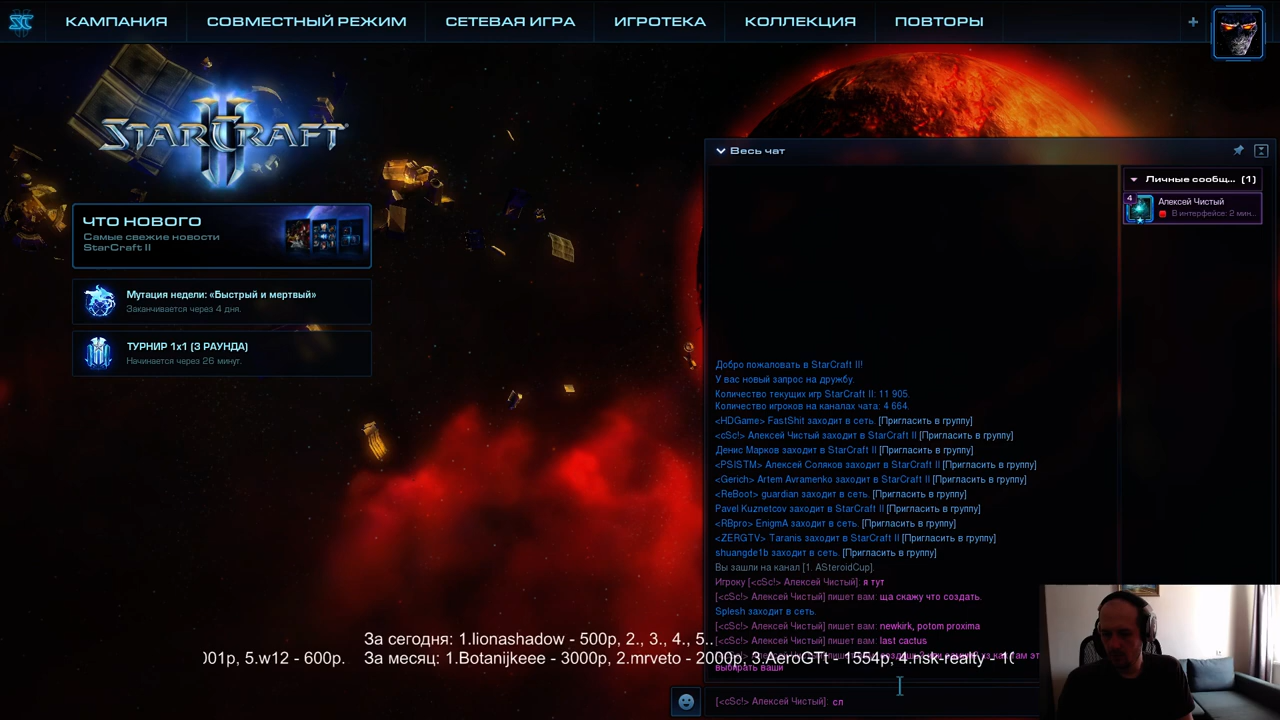 КАМПАНИЯ СОВМЕСТНЫЙ РЕЖИМ СЕТЕВАЯ ИГРА ИГРОТЕКА КОЛЛЕКЦИЯ ПОВТОРЫ
STARCRAFT
II
ЧТО НОВОГО
Самые свежие новости
StarCraft II
Мутация недели: «Быстрый и мертвый»
Заканчивается через 4 дня.
ТУРНИР 1x1 (3 РАУНДА)
Начинается через 26 минут.
Весь чат
Личные сообщ... (1)
4
Алексей Чистый
В интерфейсе: 2 мин...
Добро пожаловать в StarCraft II!
У вас новый запрос на дружбу.
Количество текущих игр StarCraft II: 11 905.
Количество игроков на каналах чата: 4 664.
<HDGame> FastShit заходит в сеть. [Пригласить в группу]
<cSc!> Алексей Чистый заходит в StarCraft II [Пригласить в группу]
Денис Марков заходит в StarCraft II [Пригласить в группу]
<PSISTM> Алексей Соляков заходит в StarCraft II [Пригласить в группу]
<Gerich> Artem Avramenko заходит в StarCraft II [Пригласить в группу]
<ReBoot> guardian заходит в сеть. [Пригласить в группу]
Pavel Kuznetcov заходит в StarCraft II [Пригласить в группу]
<RBpro> EnigmA заходит в сеть. [Пригласить в группу]
<ZERGTV> Taranis заходит в StarCraft II [Пригласить в группу]
shuangde1b заходит в сеть. [Пригласить в группу]
Вы зашли на канал [1. ASteroidCup].
Игроку [<cSc!> Алексей Чистый]: я тут
[<cSc!> Алексей Чистый] пишет вам: ща скажу что создать.
Splesh заходит в сеть.
[<cSc!> Алексей Чистый] пишет вам: newkirk, potom proxima
[<cSc!> Алексей Чистый] пишет вам: last cactus
выбирать ваши
За сегодня: 1.lionashadow - 500р, 2., 3., 4., 5..
001р, 5.w12 - 600р. За месяц: 1.Botanijkeee - 3000р, 2.mrveto - 2000р, 3.AeroGTt - 1554р, 4.nsk-realty - 10
[<cSc!> Алексей Чистый]: сл